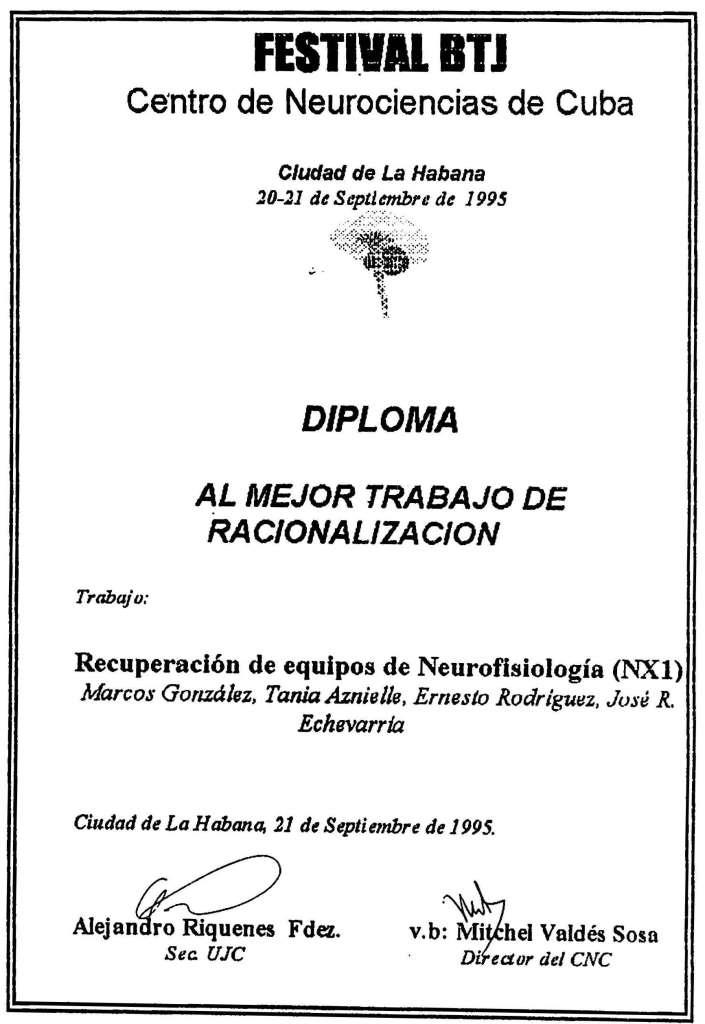 FESTIVAL BTJ
Centro de Neurociencias de Cuba
Ciudad de La Habana
20-21 de Septiembre de 1995
DIPLOMA
AL MEJOR TRABAJO DE
RACIONALIZACION
Trabajo:
Recuperación de equipos de Neurofisiología (NX1)
Marcos González, Tania Aznielle, Ernesto Rodríguez, José R.
Echevarría
Ciudad de La Habana, 21 de Septiembre de 1995.
Alejandro Riquenes Fdez.
Sec. UJC
v.b: Mitchel Valdés Sosa
Director del CNC